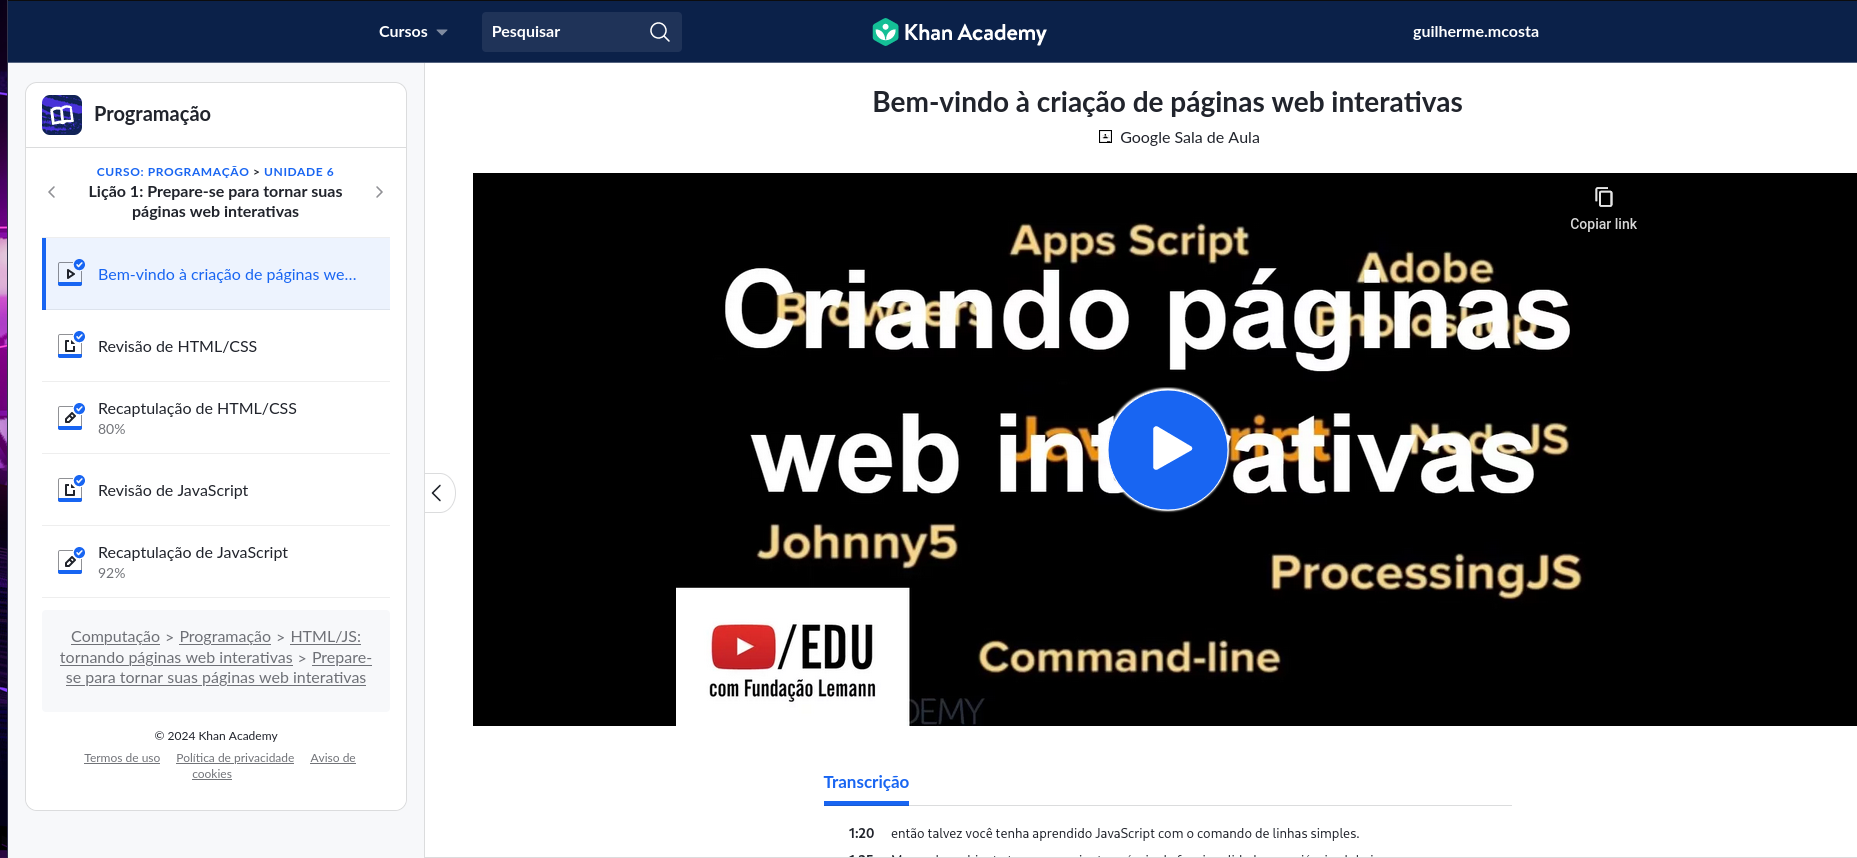 Cursos
Pesquisar
Khan Academy
guilherme.mcosta
Programação
CURSO: PROGRAMAÇÃO > UNIDADE 6
Lição 1: Prepare-se para tornar suas
páginas web interativas
Bem-vindo à criação de páginas we...
Revisão de HTML/CSS
Recaptulação de HTML/CSS
80%
Revisão de JavaScript
Recaptulação de JavaScript
92%
Computação > Programação > HTML/JS:
tornando páginas web interativas > Prepare-
se para tornar suas páginas web interativas
© 2024 Khan Academy
Termos de uso Política de privacidade Aviso de
cookies
Bem-vindo à criação de páginas web interativas
Google Sala de Aula
Copiar link
Apps Script
Adobe
Photoshop
Browsers
Criando páginas
web interativas
JavaScript
NodeJS
Johnny5
ProcessingJS
Command-line
/EDU
com Fundação Lemann
DEMY
Transcrição
1:20 então talvez você tenha aprendido JavaScript com o comando de linhas simples.